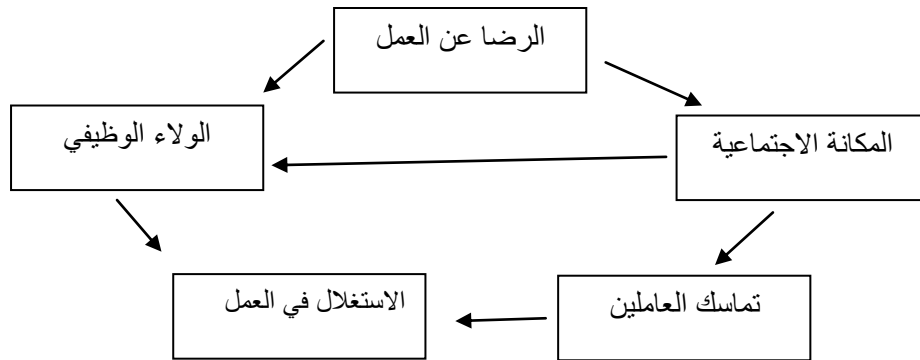 الرضا عن العمل
المكانة الاجتماعية
الولاء الوظيفي
تماسك العاملين
الاستغلال في العمل